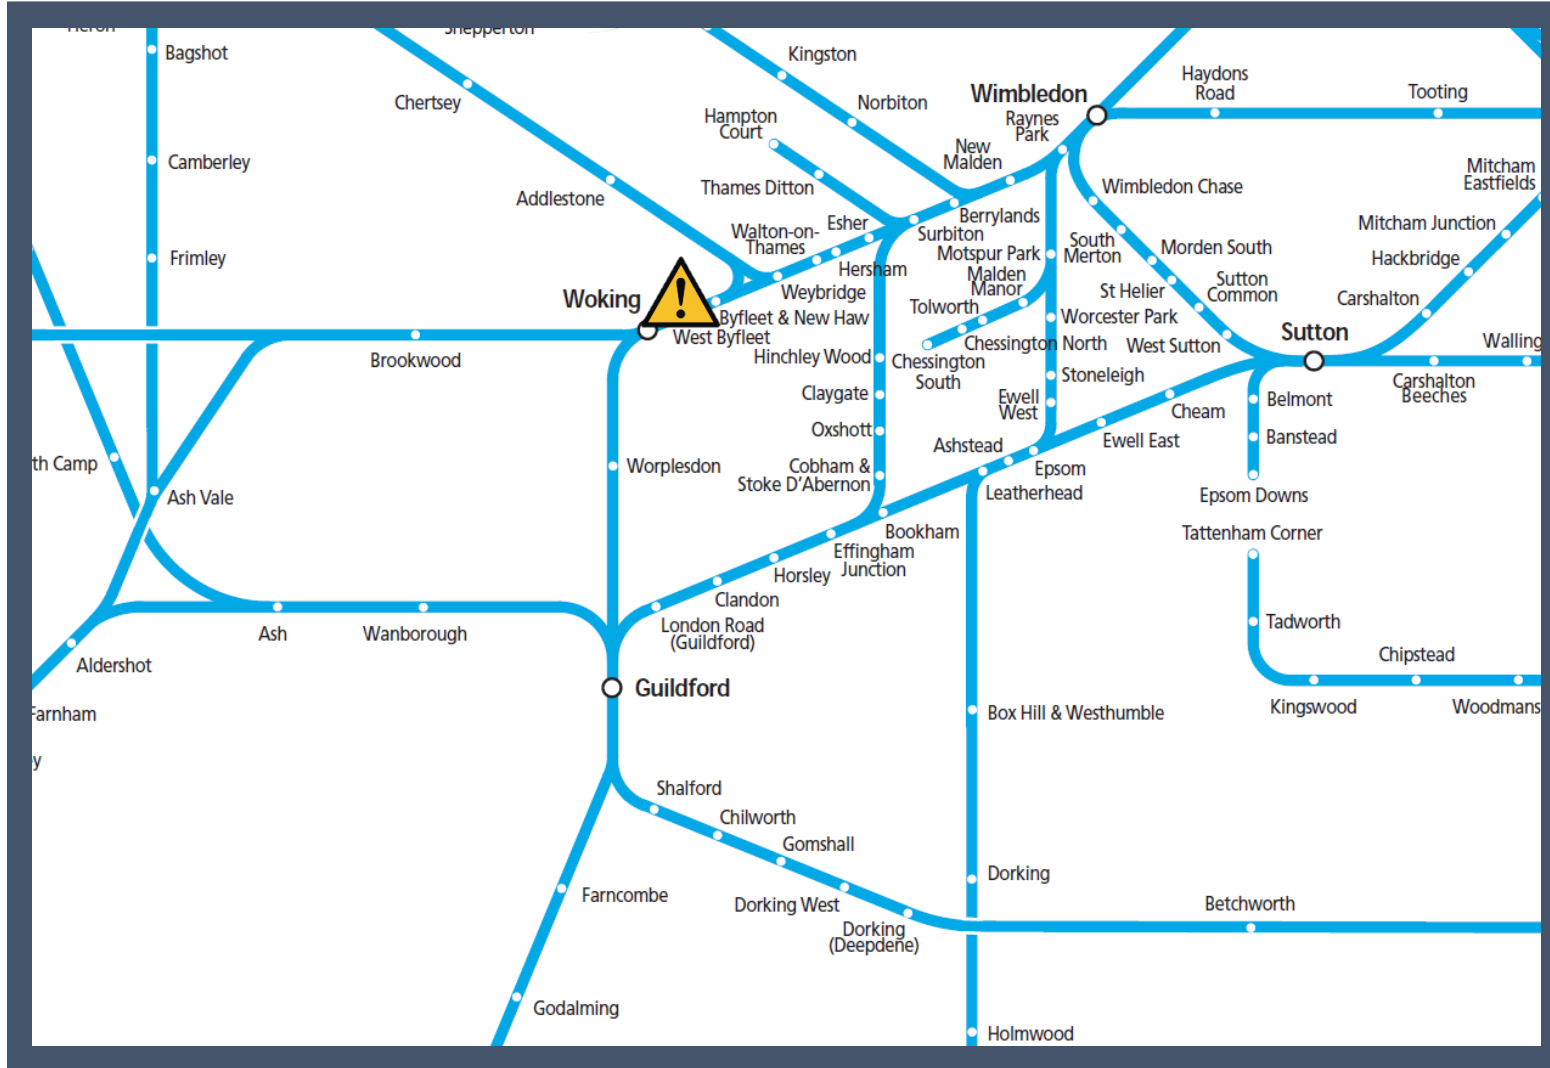 Shepperton
Bagshot
Kingston
Haydons
Road
Chertsey
Norbiton
Wimbledon
Tooting
Hampton
Court
Raynes
Park
New
Malden
Camberley
Mitcham
Eastfields
Thames Ditton
Wimbledon Chase
Addlestone
Walton-on-
Thames
Esher
Berrylands
Surbiton
Mitcham Junction
Frimley
Motspur Park
South
Merton
Morden South
Hackbridge
Hersham
Malden
Manor
St Helier
Sutton
Common
Carshalton
Woking
!
Weybridge
Tolworth
Byfleet & New Haw
Worcester Park
West Byfleet
Chessington North
West Sutton
Sutton
Walling
Brookwood
Hinchley Wood
Chessington
South
Stoneleigh
Carshalton
Beeches
Claygate
Ewell
West
Cheam
Belmont
Oxshott
Ashstead
Ewell East
Banstead
th Camp
Worplesdon
Cobham &
Stoke D'Abernon
Epsom
Leatherhead
Epsom Downs
Ash Vale
Bookham
Tattenham Corner
Effingham
Junction
Horsley
Clandon
Ash
Wanborough
London Road
(Guildford)
Tadworth
Aldershot
Chipstead
Guildford
Farnham
Box Hill & Westhumble
Kingswood
Woodmans
y
Shalford
Chilworth
Gomshall
Dorking
Farncombe
Dorking West
Betchworth
Dorking
(Deepdene)
Godalming
Holmwood